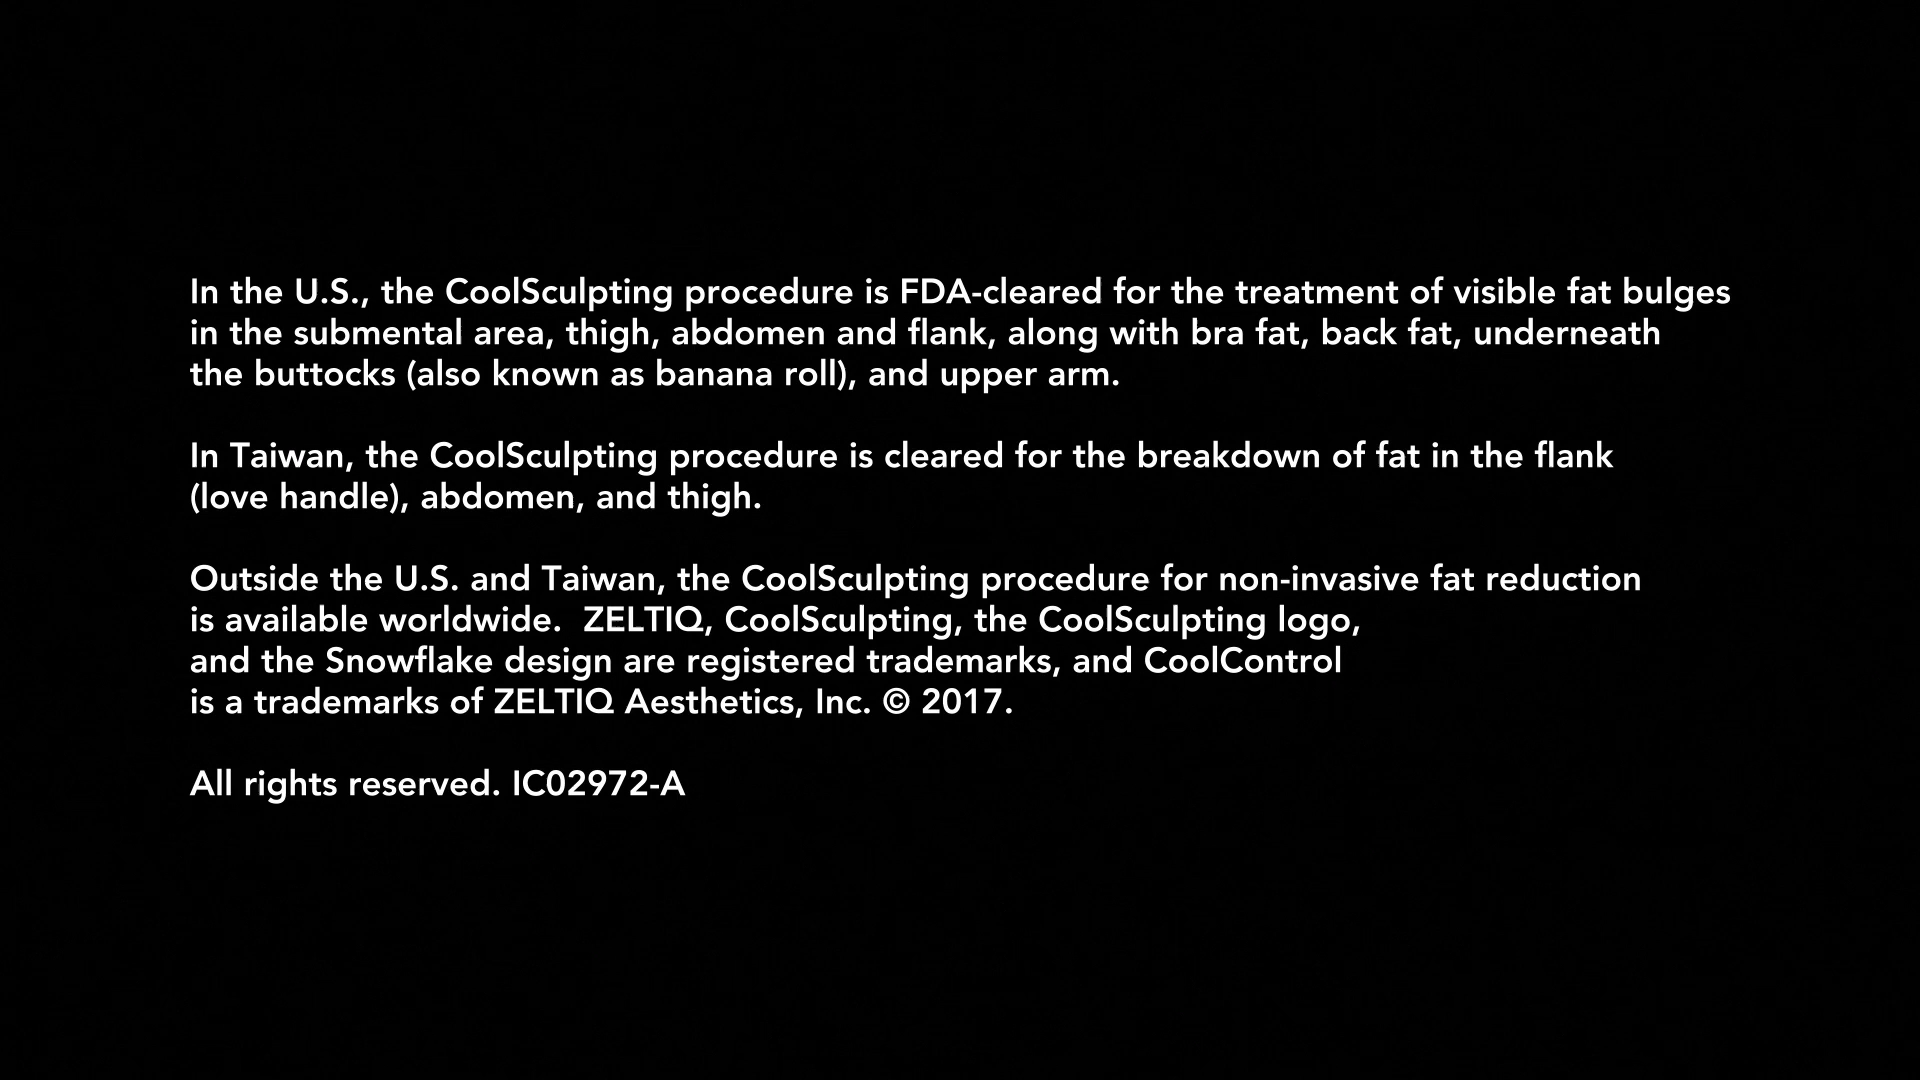 In the U.S., the CoolSculpting procedure is FDA-cleared for the treatment of visible fat bulges
in the submental area, thigh, abdomen and flank, along with bra fat, back fat, underneath
the buttocks (also known as banana roll), and upper arm.
In Taiwan, the CoolSculpting procedure is cleared for the breakdown of fat in the flank
(love handle), abdomen, and thigh.
Outside the U.S. and Taiwan, the CoolSculpting procedure for non-invasive fat reduction
is available worldwide.  ZELTIQ, CoolSculpting, the CoolSculpting logo,
and the Snowflake design are registered trademarks, and CoolControl
is a trademarks of ZELTIQ Aesthetics, Inc. © 2017.
All rights reserved. IC02972-A